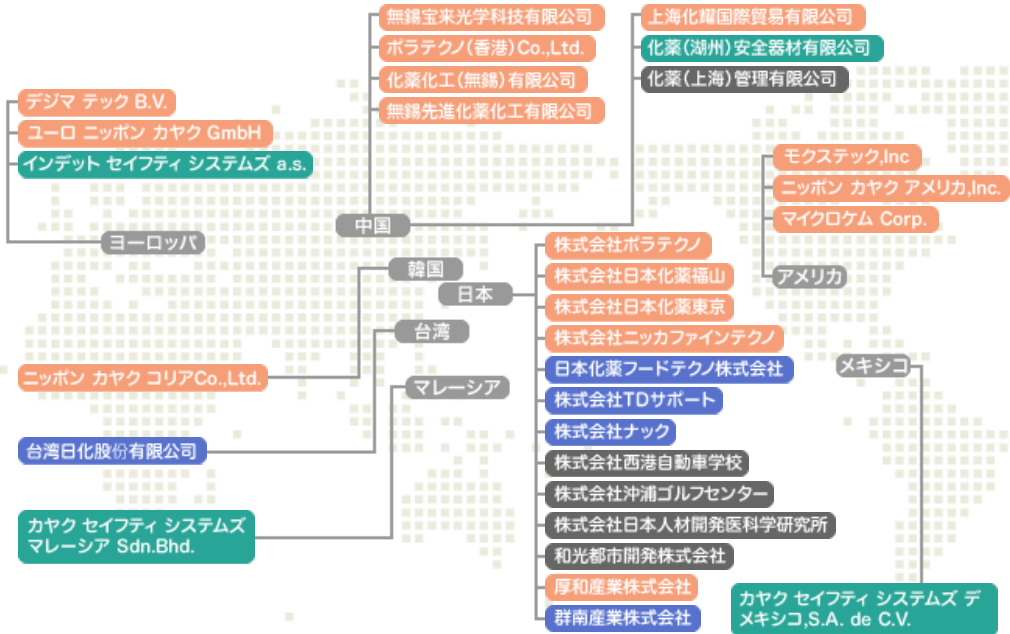 無錫宝来光学科技有限公司
ポラテクノ(香港)Co.,Ltd.
化薬化工(無錫)有限公司
無錫先進化薬化工有限公司
上海化耀国際貿易有限公司
化薬(湖州)安全器材有限公司
化薬(上海)管理有限公司
中国
デジマ テック B.V.
ユーロ ニッポン カヤク GmbH
インデット セイフティ システムズ a.s.
ヨーロッパ
モクステック,Inc
ニッポン カヤク アメリカ,Inc.
マイクロケム Corp.
アメリカ
韓国
日本
台湾
マレーシア
メキシコ
ニッポン カヤク コリアCo.,Ltd.
台湾日化股份有限公司
カヤク セイフティ システムズ
マレーシア Sdn.Bhd.
株式会社ポラテクノ
株式会社日本化薬福山
株式会社日本化薬東京
株式会社ニッカファインテクノ
日本化薬フードテクノ株式会社
株式会社TDサポート
株式会社ナック
株式会社西港自動車学校
株式会社沖浦ゴルフセンター
株式会社日本人材開発医科学研究所
和光都市開発株式会社
厚和産業株式会社
群南産業株式会社
カヤク セイフティ システムズ デ
メキシコ,S.A. de C.V.